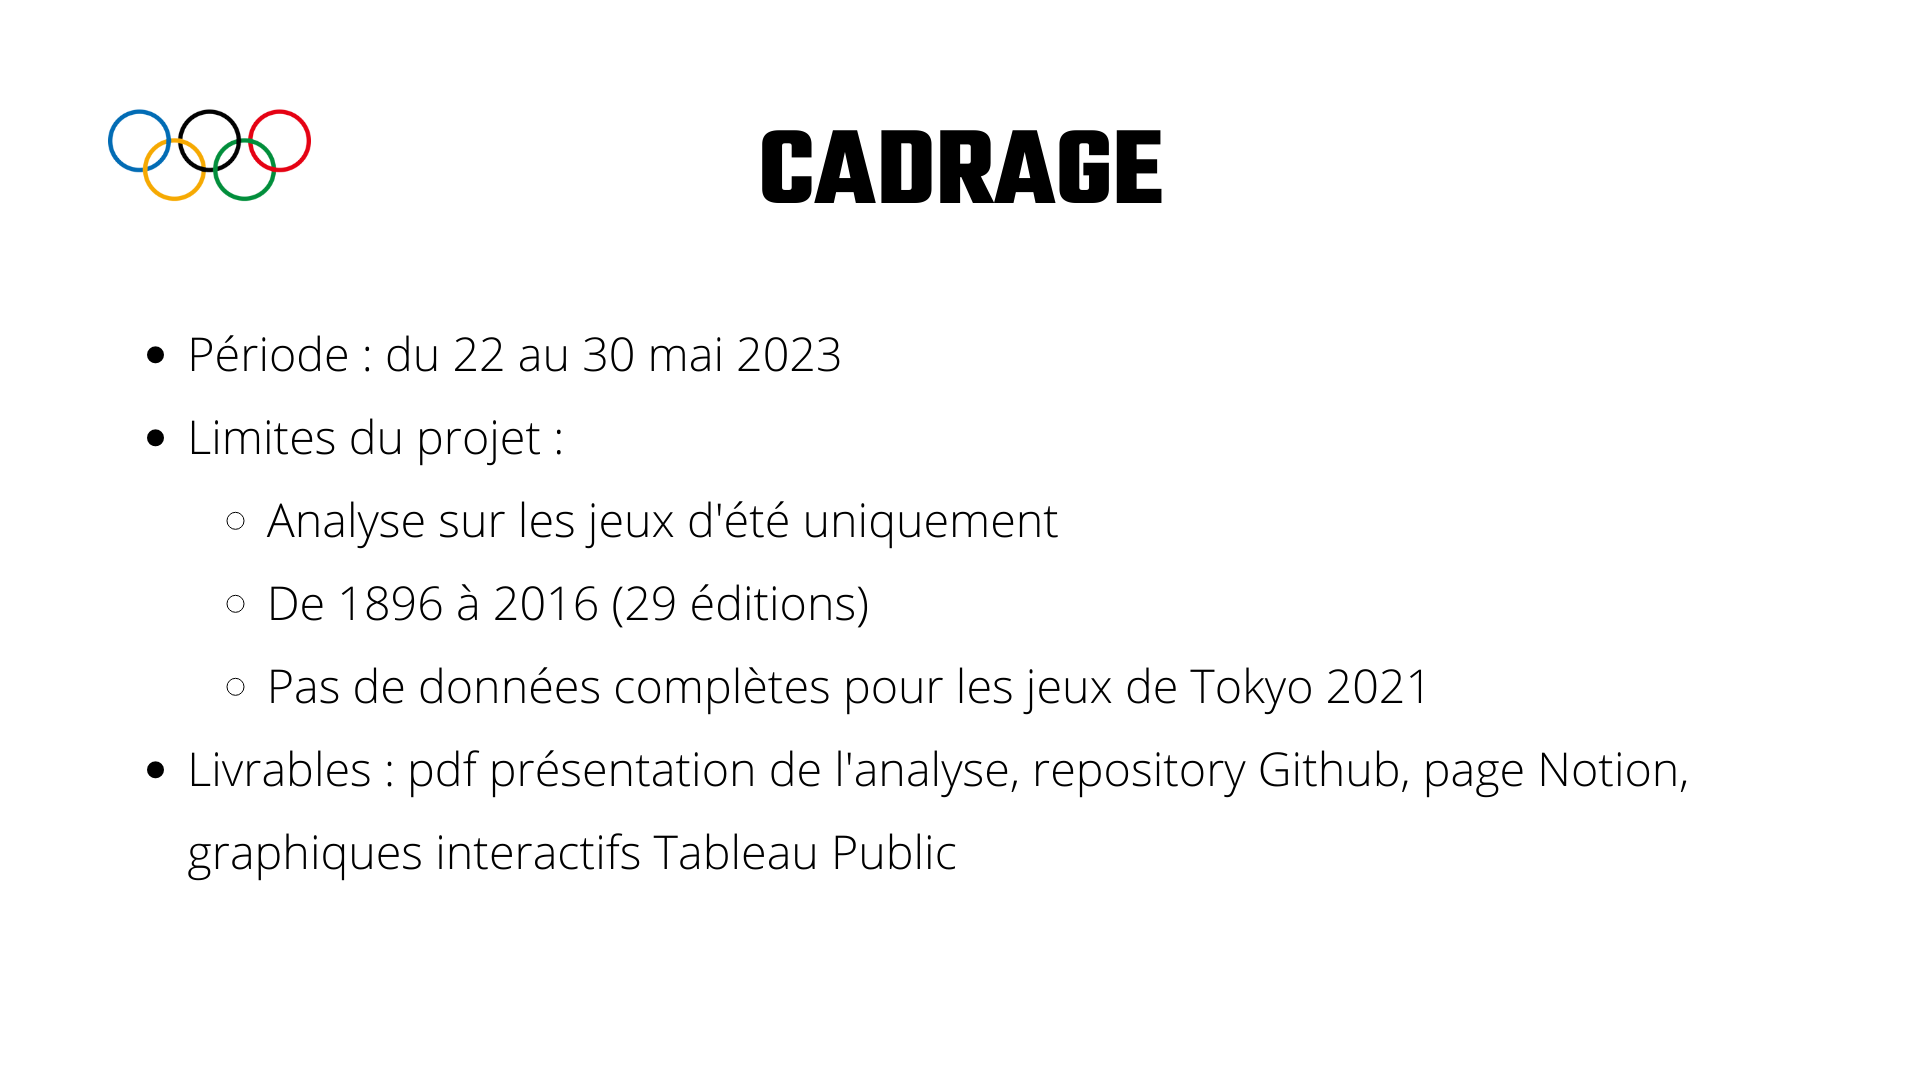 CADRAGE
Période : du 22 au 30 mai 2023
Limites du projet :
Analyse sur les jeux d'été uniquement
De 1896 à 2016 (29 éditions)
Pas de données complètes pour les jeux de Tokyo 2021
Livrables : pdf présentation de l'analyse, repository Github, page Notion,
graphiques interactifs Tableau Public